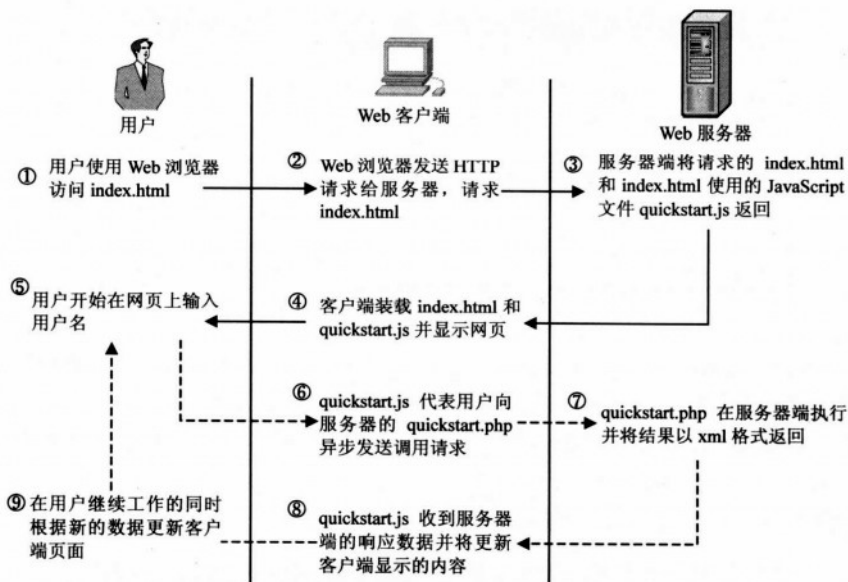 用户
Web 客户端
Web 服务器
① 用户使用 Web 浏览器
访问 index.html
② Web 浏览器发送 HTTP
请求给服务器，请求
index.html
③ 服务器端将请求的 index.html
和 index.html 使用的 JavaScript
文件 quickstart.js 返回
④ 客户端装载 index.html 和
quickstart.js 并显示网页
⑤ 用户开始在网页上输入
用户名
⑥ quickstart.js 代表用户向
服务器的 quickstart.php
异步发送调用请求
⑦ quickstart.php 在服务器端执行
并将结果以 xml 格式返回
⑧ quickstart.js 收到服务器
端的响应数据并将更新
客户端显示的内容
⑨ 在用户继续工作的同时
根据新的数据更新客户
端页面